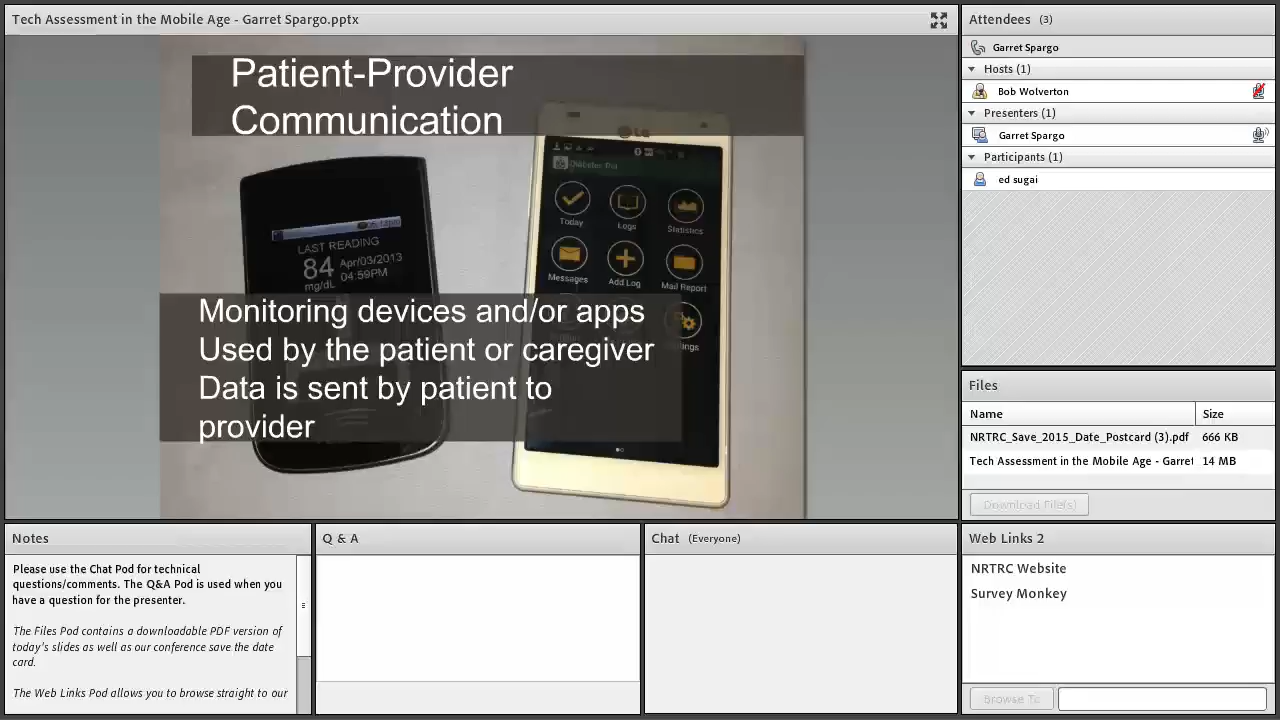 Tech Assessment in the Mobile Age - Garret Spargo.pptx
Patient-Provider
Communication
LG
LAST READING
84
mg/dL
Apr/03/2013
04:59PM
Today
Logs
Statistics
Messages
Add Log
Mail Report
Monitoring devices and/or apps
Used by the patient or caregiver
Data is sent by patient to
provider
Attendees (3)
Garret Spargo
Hosts (1)
Bob Wolverton
Presenters (1)
Garret Spargo
Participants (1)
ed sugai
Files
Name Size
NRTRC_Save_2015_Date_Postcard (3).pdf 666 KB
Tech Assessment in the Mobile Age - Garret 14 MB
Download File(s)
Notes
Please use the Chat Pod for technical
questions/comments. The Q&A Pod is used when you
have a question for the presenter.
The Files Pod contains a downloadable PDF version of
today's slides as well as our conference save the date
card.
The Web Links Pod allows you to browse straight to our
Q & A
Chat (Everyone)
Web Links 2
NRTRC Website
Survey Monkey
Browse To